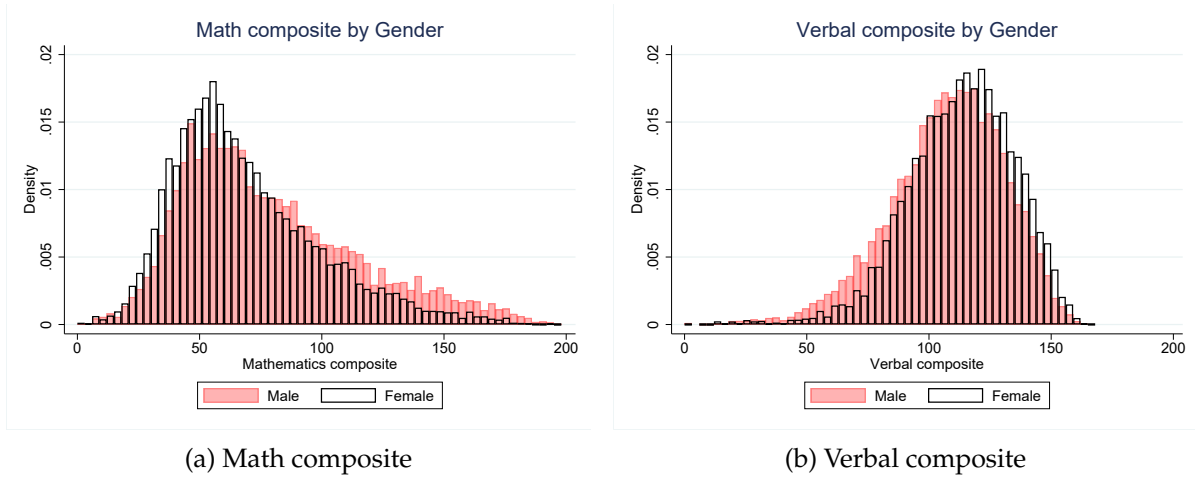 Math composite by Gender
.02
.015
.01
.005
0
Density
0 50 100 150 200
Mathematics composite
Male Female
(a) Math composite
Verbal composite by Gender
.02
.015
.01
.005
0
Density
0 50 100 150 200
Verbal composite
Male Female
(b) Verbal composite